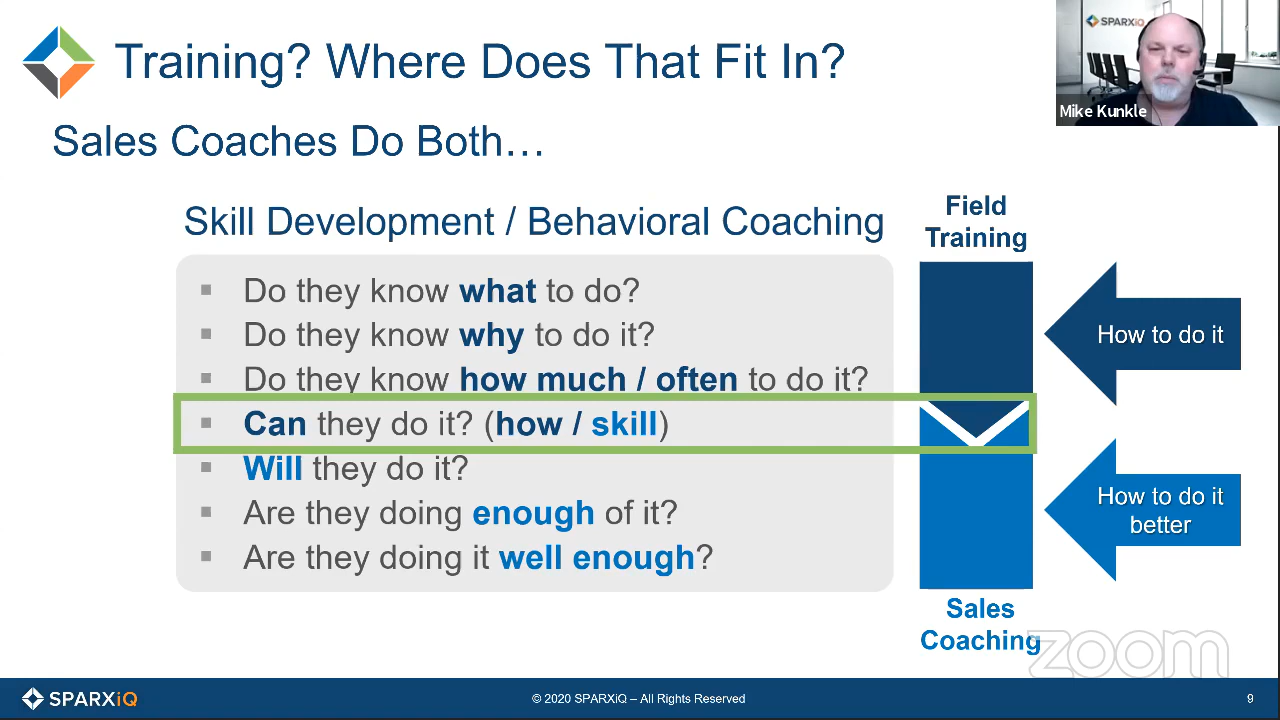 Training? Where Does That Fit In?
SPARXiQ
Mike Kunkle
Sales Coaches Do Both…
Skill Development / Behavioral Coaching
▪ Do they know what to do?
▪ Do they know why to do it?
▪ Do they know how much / often to do it?
▪ Can they do it? (how / skill)
▪ Will they do it?
▪ Are they doing enough of it?
▪ Are they doing it well enough?
Field
Training
How to do it
How to do it
better
Sales
Coaching
zoom
SPARXiQ
© 2020 SPARXiQ – All Rights Reserved
9